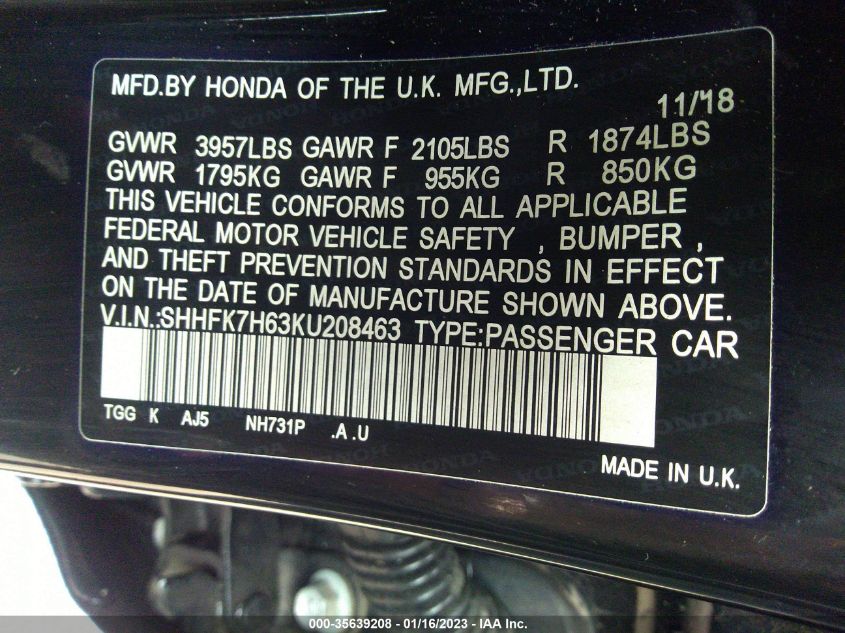 MFD.BY HONDA OF THE U.K. MFG.,LTD.
11/18
GVWR 3957LBS GAWR F 2105LBS R 1874LBS
GVWR 1795KG GAWR F 955KG R 850KG
THIS VEHICLE CONFORMS TO ALL APPLICABLE
FEDERAL MOTOR VEHICLE SAFETY , BUMPER ,
AND THEFT PREVENTION STANDARDS IN EFFECT
ON THE DATE OF MANUFACTURE SHOWN ABOVE.
V.I.N.:SHHFK7H63KU208463 TYPE:PASSENGER CAR
TGG K AJ5 NH731P .A .U
MADE IN U.K.
000-35639208 - 01/16/2023 - IAA Inc.